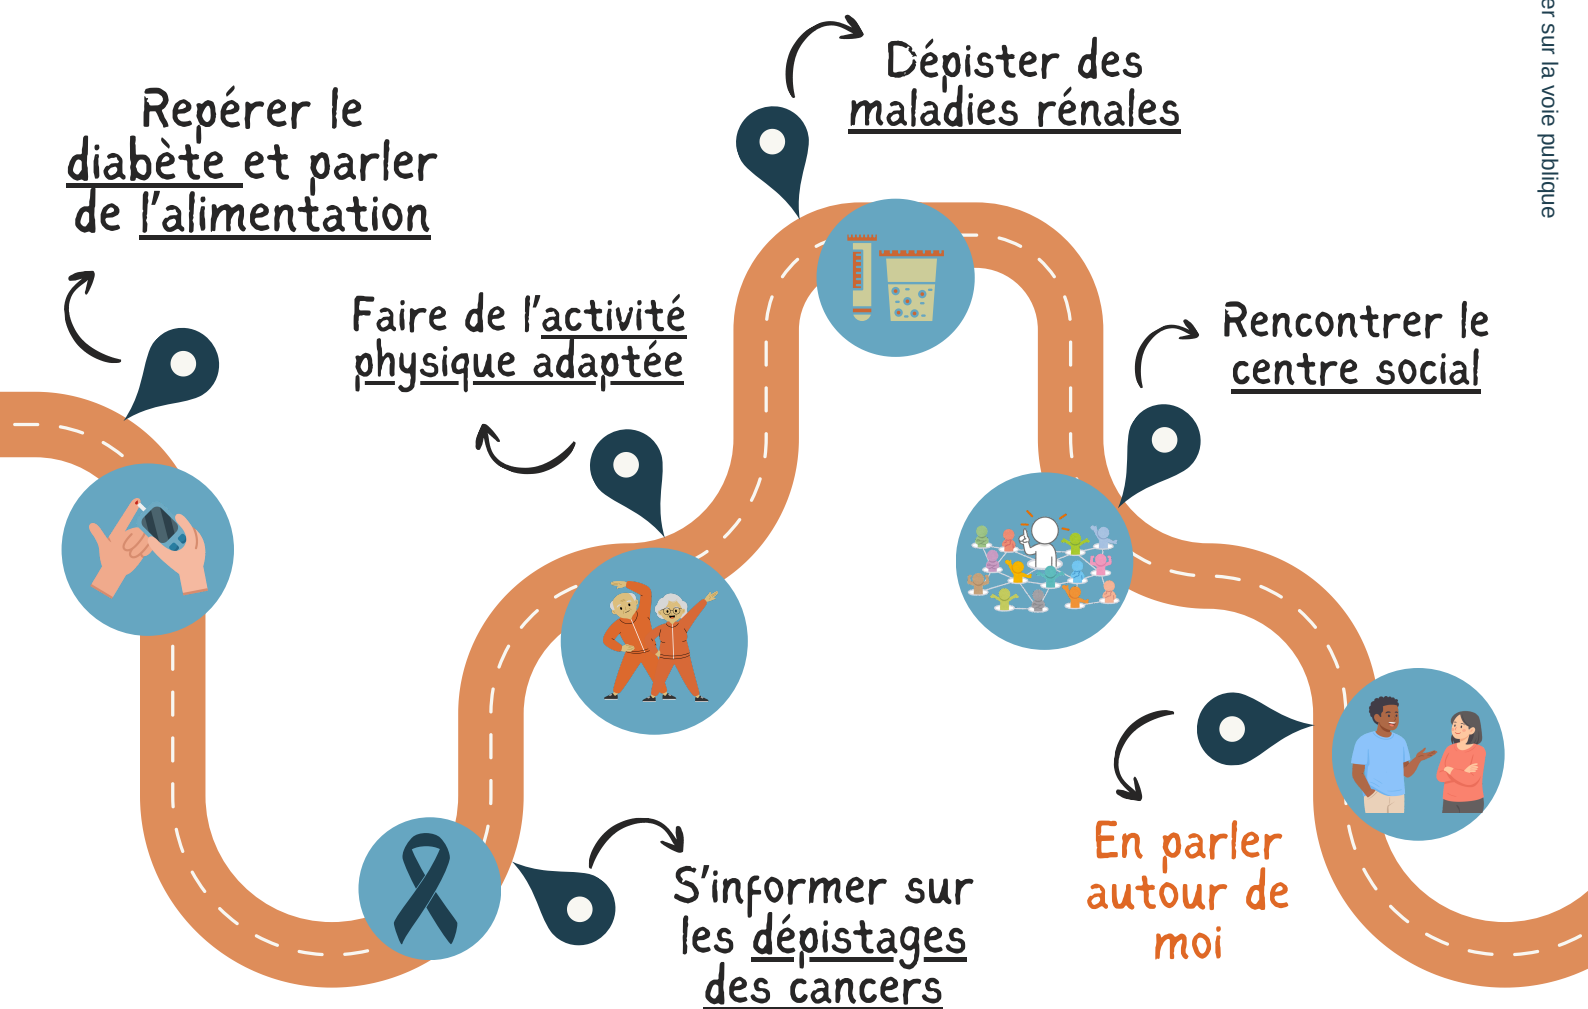 Repérer le
diabète et parler
de l'alimentation
Faire de l'activité
physique adaptée
S'informer sur
les dépistages
des cancers
Dépister des
maladies rénales
Rencontrer le
centre social
En parler
autour de
moi
sur la voie publique